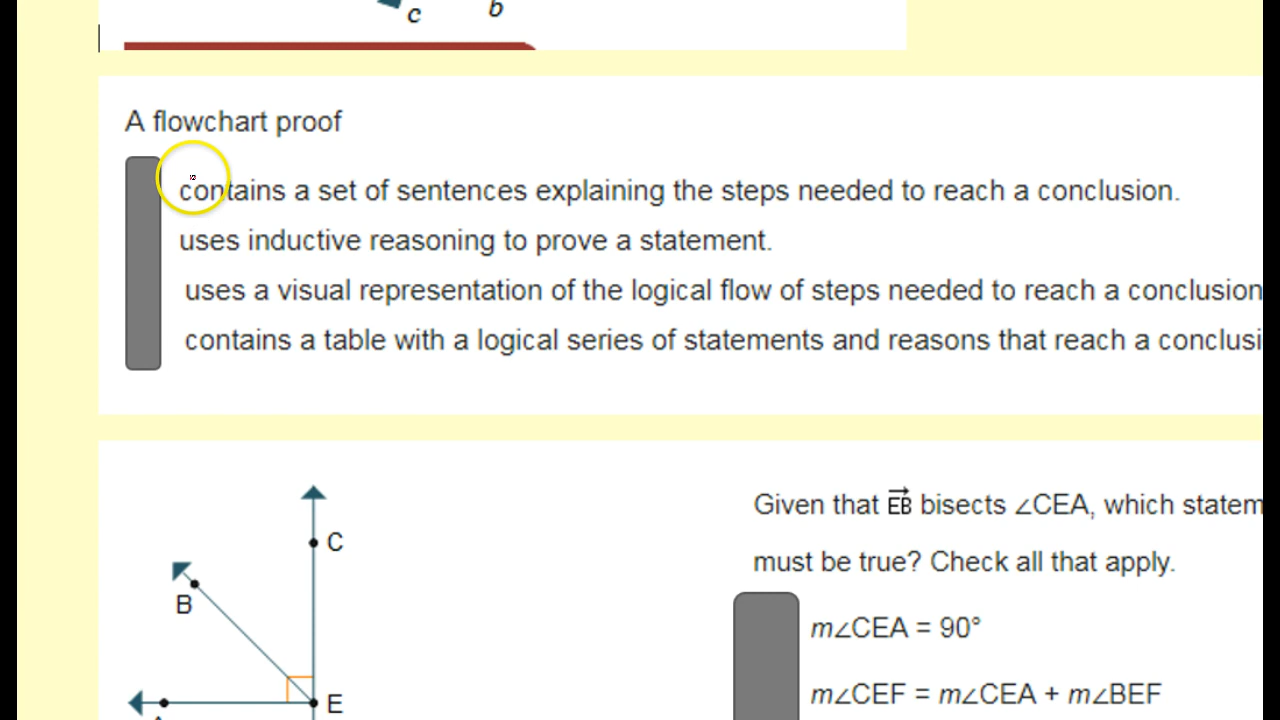 c b
A flowchart proof
contains a set of sentences explaining the steps needed to reach a conclusion.
uses inductive reasoning to prove a statement.
uses a visual representation of the logical flow of steps needed to reach a conclusion
contains a table with a logical series of statements and reasons that reach a conclusi
Given that EB bisects ∠CEA, which statem
must be true? Check all that apply.
C
B
E
m∠CEA = 90°
m∠CEF = m∠CEA + m∠BEF